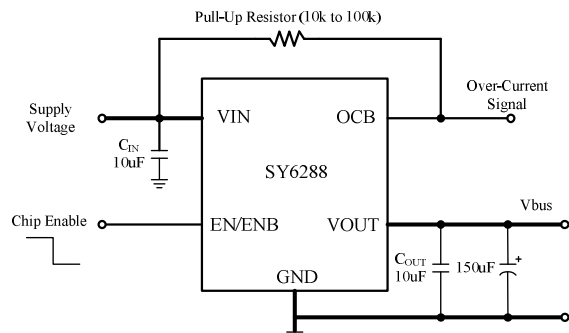 Pull-Up Resistor (10k to 100k)
Supply
Voltage
VIN
OCB
Over-Current
Signal
CIN
10uF
SY6288
Chip Enable
EN/ENB
VOUT
Vbus
COUT
10uF
150uF
+
GND